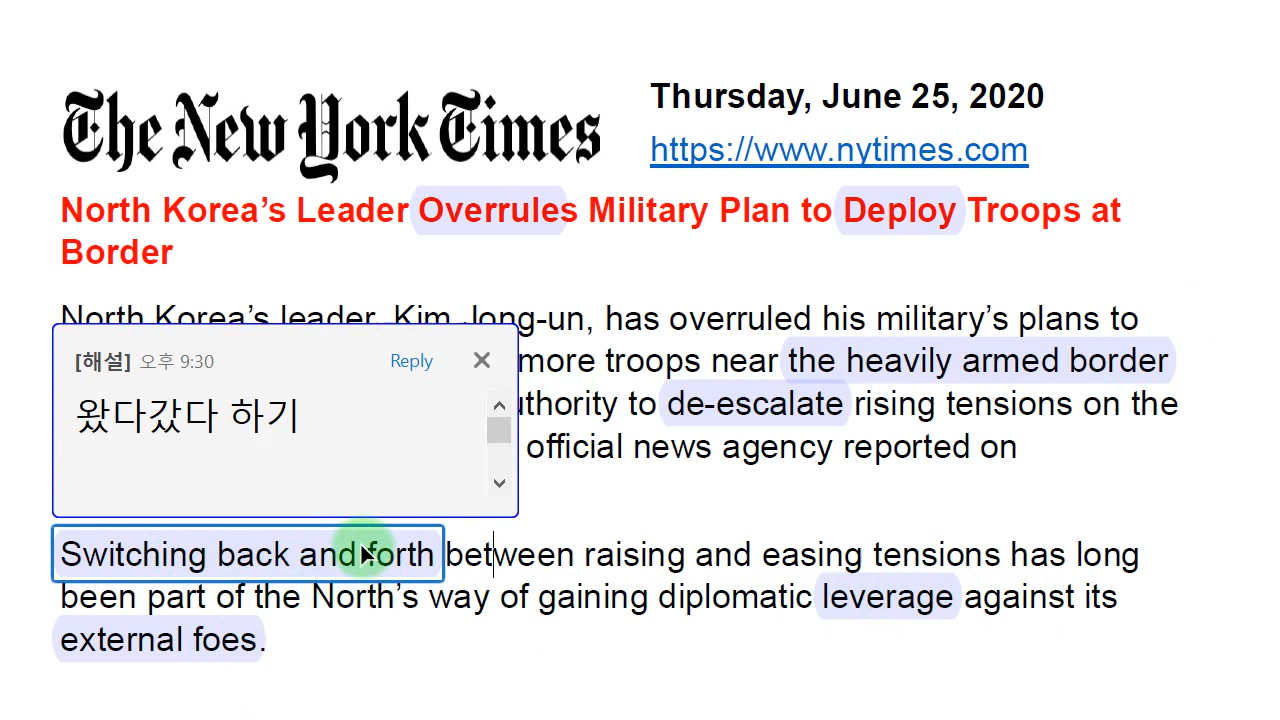 The New York Times
Thursday, June 25, 2020
https://www.nytimes.com
North Korea’s Leader Overrules Military Plan to Deploy Troops at
Border
North Korea’s leader, Kim Jong-un, has overruled his military’s plans to
more troops near the heavily armed border
to de-escalate rising tensions on the
official news agency reported on
[해설] 오후 9:30 Reply
왔다갔다 하기
Switching back and forth between raising and easing tensions has long
been part of the North’s way of gaining diplomatic leverage against its
external foes.